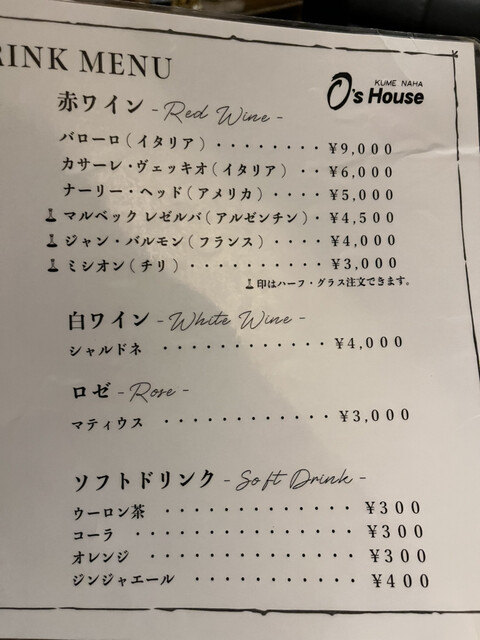 RINK MENU
KUME NAHA
O's House
赤ワイン -Red Wine-
バローロ(イタリア)········¥9,000
カサーレ・ヴェッキオ(イタリア)··¥6,000
ナーリー・ヘッド(アメリカ)····¥5,000
マルベック レゼルバ(アルゼンチン)·¥4,500
ジャン・バルモン(フランス)····¥4,000
ミシオン(チリ)··········¥3,000
印はハーフ・グラス注文できます。
白ワイン -White Wine-
シャルドネ ············¥4,000
ロゼ -Rose-
マティウス ············¥3,000
ソフトドリンク -Soft Drink-
ウーロン茶 ············¥300
コーラ ··············¥300
オレンジ ·············¥300
ジンジャエール ··········¥400